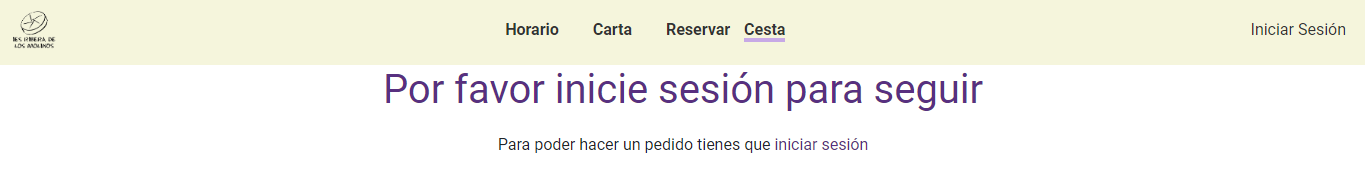 IES RIBERA DE
LOS MOLINOS
Horario Carta Reservar Cesta Iniciar Sesión
Por favor inicie sesión para seguir
Para poder hacer un pedido tienes que iniciar sesión